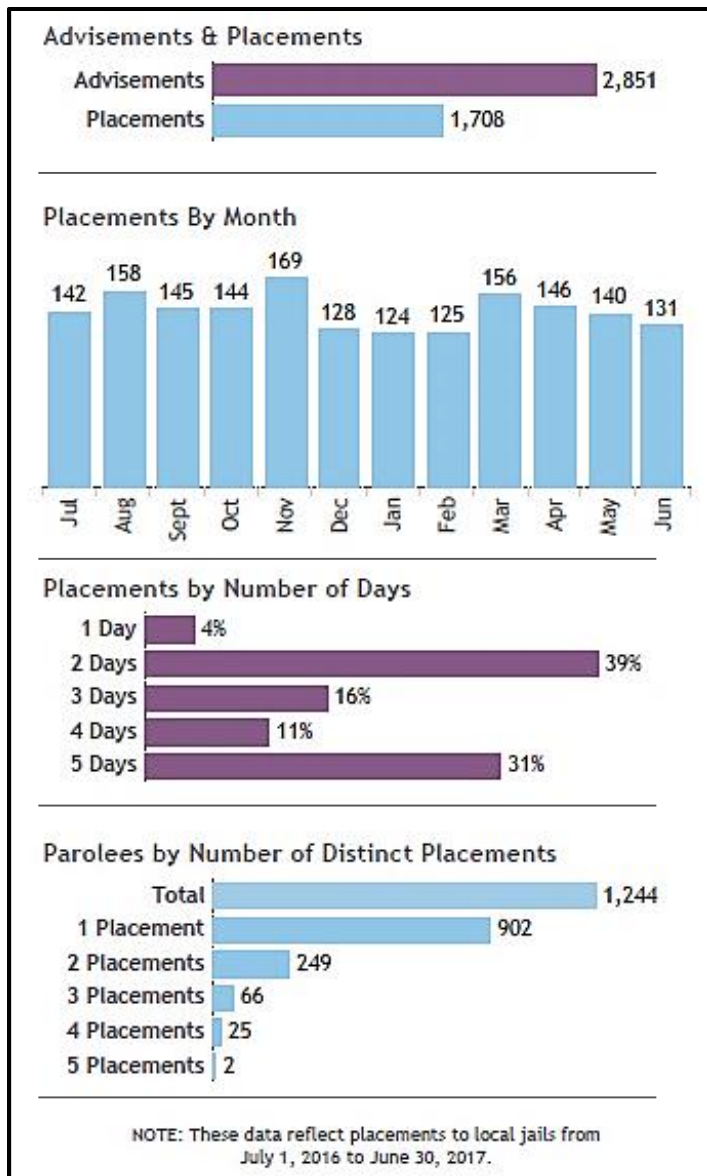 Advisements & Placements
Advisements 2,851
Placements 1,708
Placements By Month
142 158 145 144 169 128 124 125 156 146 140 131
Jul Aug Sept Oct Nov Dec Jan Feb Mar Apr May Jun
Placements by Number of Days
1 Day 4%
2 Days 39%
3 Days 16%
4 Days 11%
5 Days 31%
Parolees by Number of Distinct Placements
Total 1,244
1 Placement 902
2 Placements 249
3 Placements 66
4 Placements 25
5 Placements 2
NOTE: These data reflect placements to local jails from
July 1, 2016 to June 30, 2017.